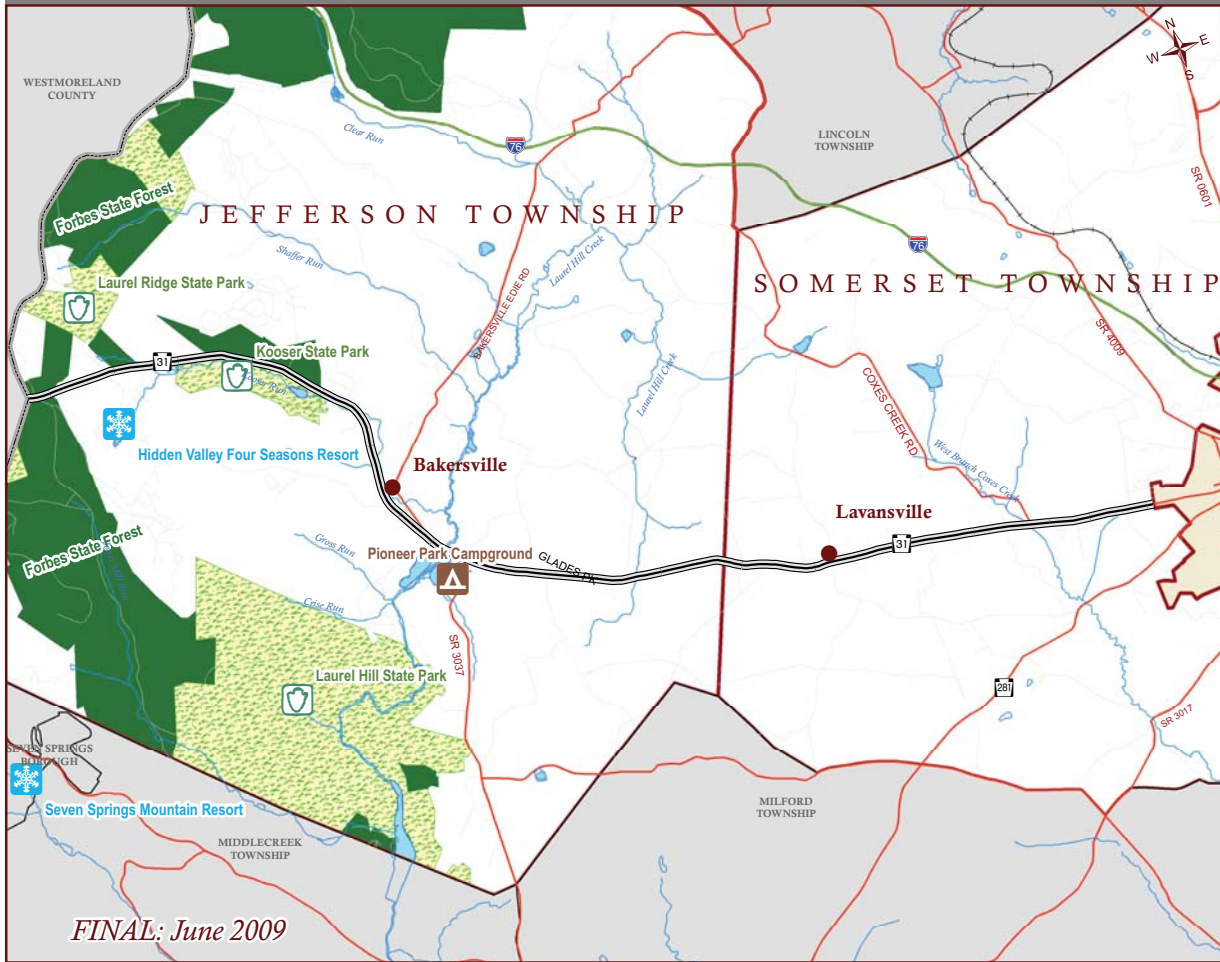 WESTMORELAND
COUNTY
N
W
E
S
LINCOLN
TOWNSHIP
Clear Run
76
SR 0601
Forbes State Forest
JEFFERSON TOWNSHIP
Shaffer Run
Laurel Hill Creek
76
SOMERSET TOWNSHIP
Laurel Ridge State Park
BAKERSVILLE EDIE RD
SR 4009
31
Kooser State Park
Kooser Run
Laurel Hill Creek
COXES CREEK RD
Hidden Valley Four Seasons Resort
Bakersville
West Branch Coxes Creek
Lavansville
31
Forbes State Forest
Gross Run
Pioneer Park Campground
GLADES PK
Crise Run
SR 3037
Laurel Hill State Park
281
SR 3017
SEVEN SPRINGS
BOROUGH
Seven Springs Mountain Resort
MILFORD
TOWNSHIP
MIDDLECREEK
TOWNSHIP
FINAL: June 2009